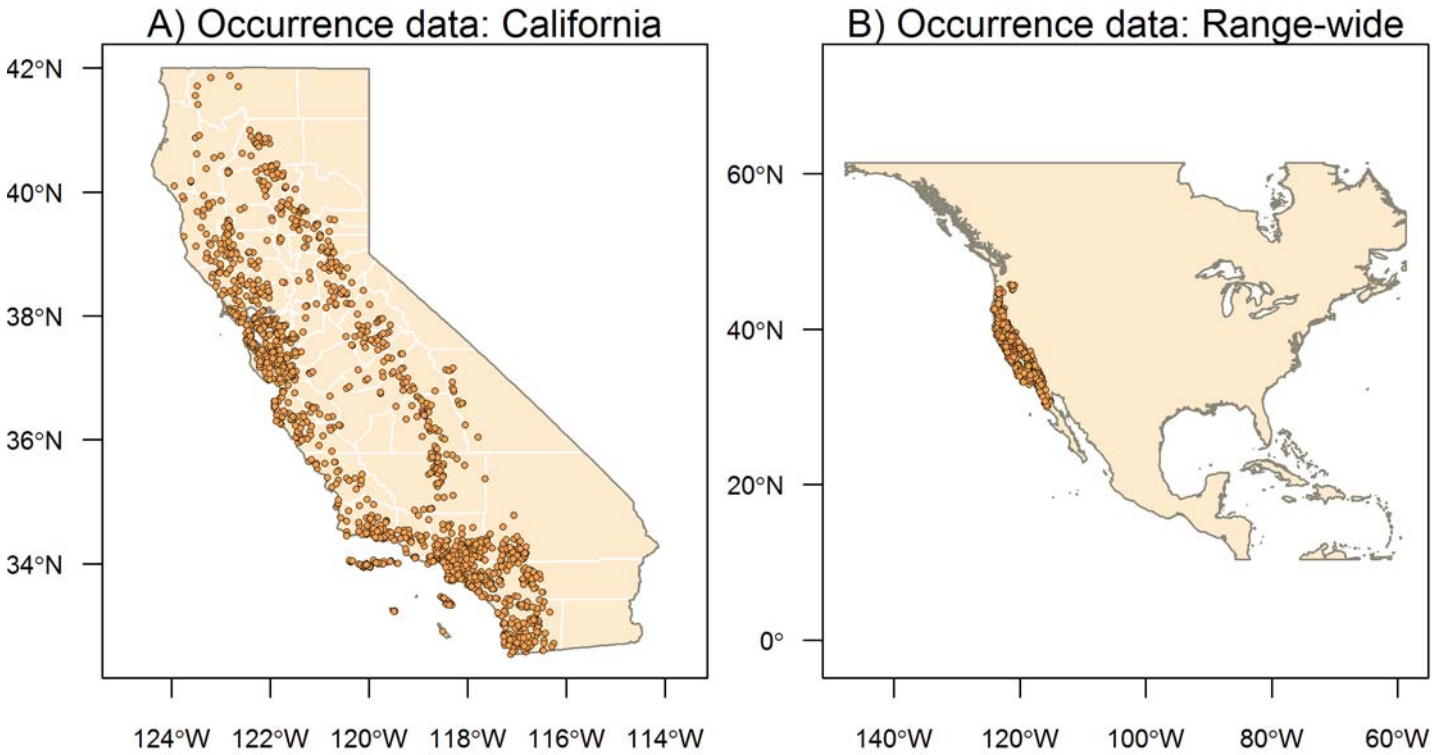 A) Occurrence data: California
B) Occurrence data: Range-wide
42°N
40°N
38°N
36°N
34°N
124°W 122°W 120°W 118°W 116°W 114°W
60°N
40°N
20°N
0°
140°W 120°W 100°W 80°W 60°W